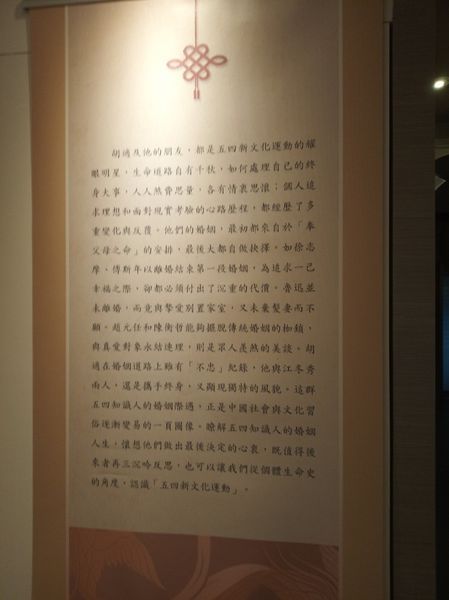 胡適及他的朋友，都是五四新文化運動的耀
眼明星，生命頃路自有千秋，如何處理自己的終
身大事，人人煞費思量，各有情衷思懷；個人追
求理想和面對現實考驗的心路歷程，都經歷了多
重變化與反覆。他們的婚姻，最初都來自於「奉
父母之命」的安排，最後大都自做抉擇。如徐志
摩、傅斯年以離婚結束第一段婚姻，為追求一己
幸福之際，卻都必須付出了沉重的代價。魯迅並
未離婚，而竟與摯愛別置家室，又未棄髮妻而不
顧。趙元任和陳衡哲能夠擺脫傳統婚姻的枷鎖，
與真愛對象永結連理，則是眾人羨煞的美談。胡
適在婚姻道路上雖有「不忠」紀錄，他與江冬秀
兩人，還是攜手終身，又顯現獨特的風貌。這群
五四知識人的婚姻際遇，正是中國社會與文化習
俗逐漸變易的一頁圖像。瞭解五四知識人的婚姻
人生，懷想他們做出最後決定的心衷，既值得後
來者再三沉吟反思，也可以讓我們從個體生命史
的角度，認識「五四新文化運動」。